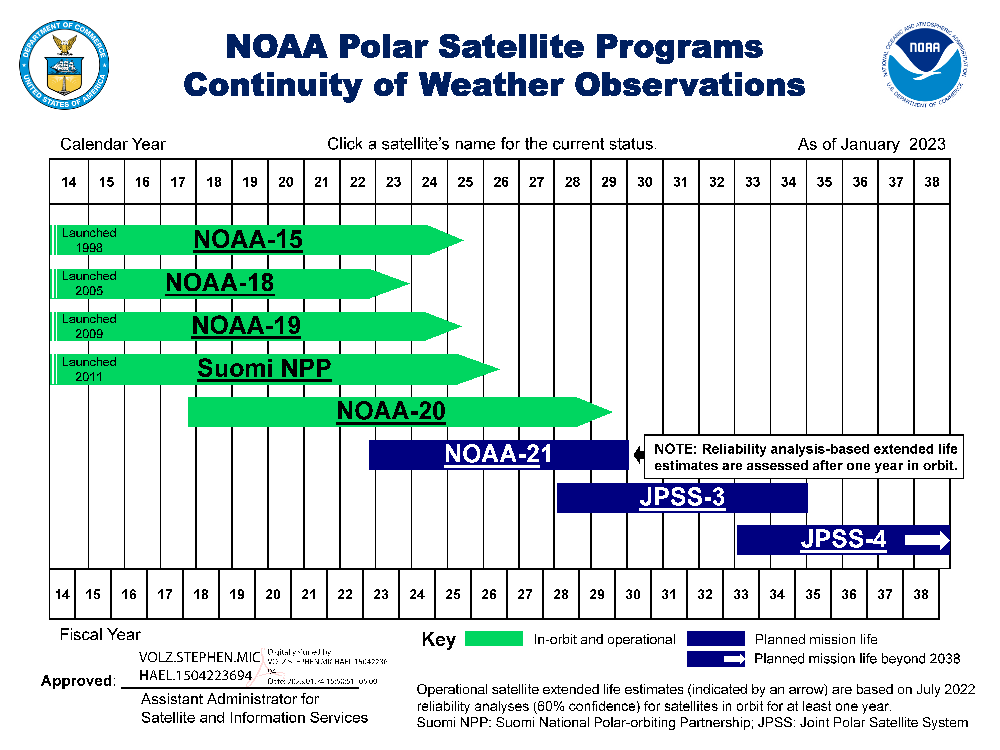 DEPARTMENT OF COMMERCE
UNITED STATES OF AMERICA
NOAA Polar Satellite Programs
Continuity of Weather Observations
NATIONAL OCEANIC AND ATMOSPHERIC ADMINISTRATION
NOAA
U.S. DEPARTMENT OF COMMERCE
Calendar Year
Click a satellite’s name for the current status.
As of January 2023
14 15 16 17 18 19 20 21 22 23 24 25 26 27 28 29 30 31 32 33 34 35 36 37 38
Launched
1998
NOAA-15
Launched
2005
NOAA-18
Launched
2009
NOAA-19
Launched
2011
Suomi NPP
NOAA-20
NOAA-21
NOTE: Reliability analysis-based extended life
estimates are assessed after one year in orbit.
JPSS-3
JPSS-4
14 15 16 17 18 19 20 21 22 23 24 25 26 27 28 29 30 31 32 33 34 35 36 37 38
Fiscal Year
Key
In-orbit and operational
Planned mission life
Planned mission life beyond 2038
Approved:
VOLZ.STEPHEN.MIC
HAEL.1504223694
Digitally signed by
VOLZ.STEPHEN.MICHAEL.15042236
94
Date: 2023.01.24 15:50:51 -05'00'
Assistant Administrator for
Satellite and Information Services
Operational satellite extended life estimates (indicated by an arrow) are based on July 2022
reliability analyses (60% confidence) for satellites in orbit for at least one year.
Suomi NPP: Suomi National Polar-orbiting Partnership; JPSS: Joint Polar Satellite System